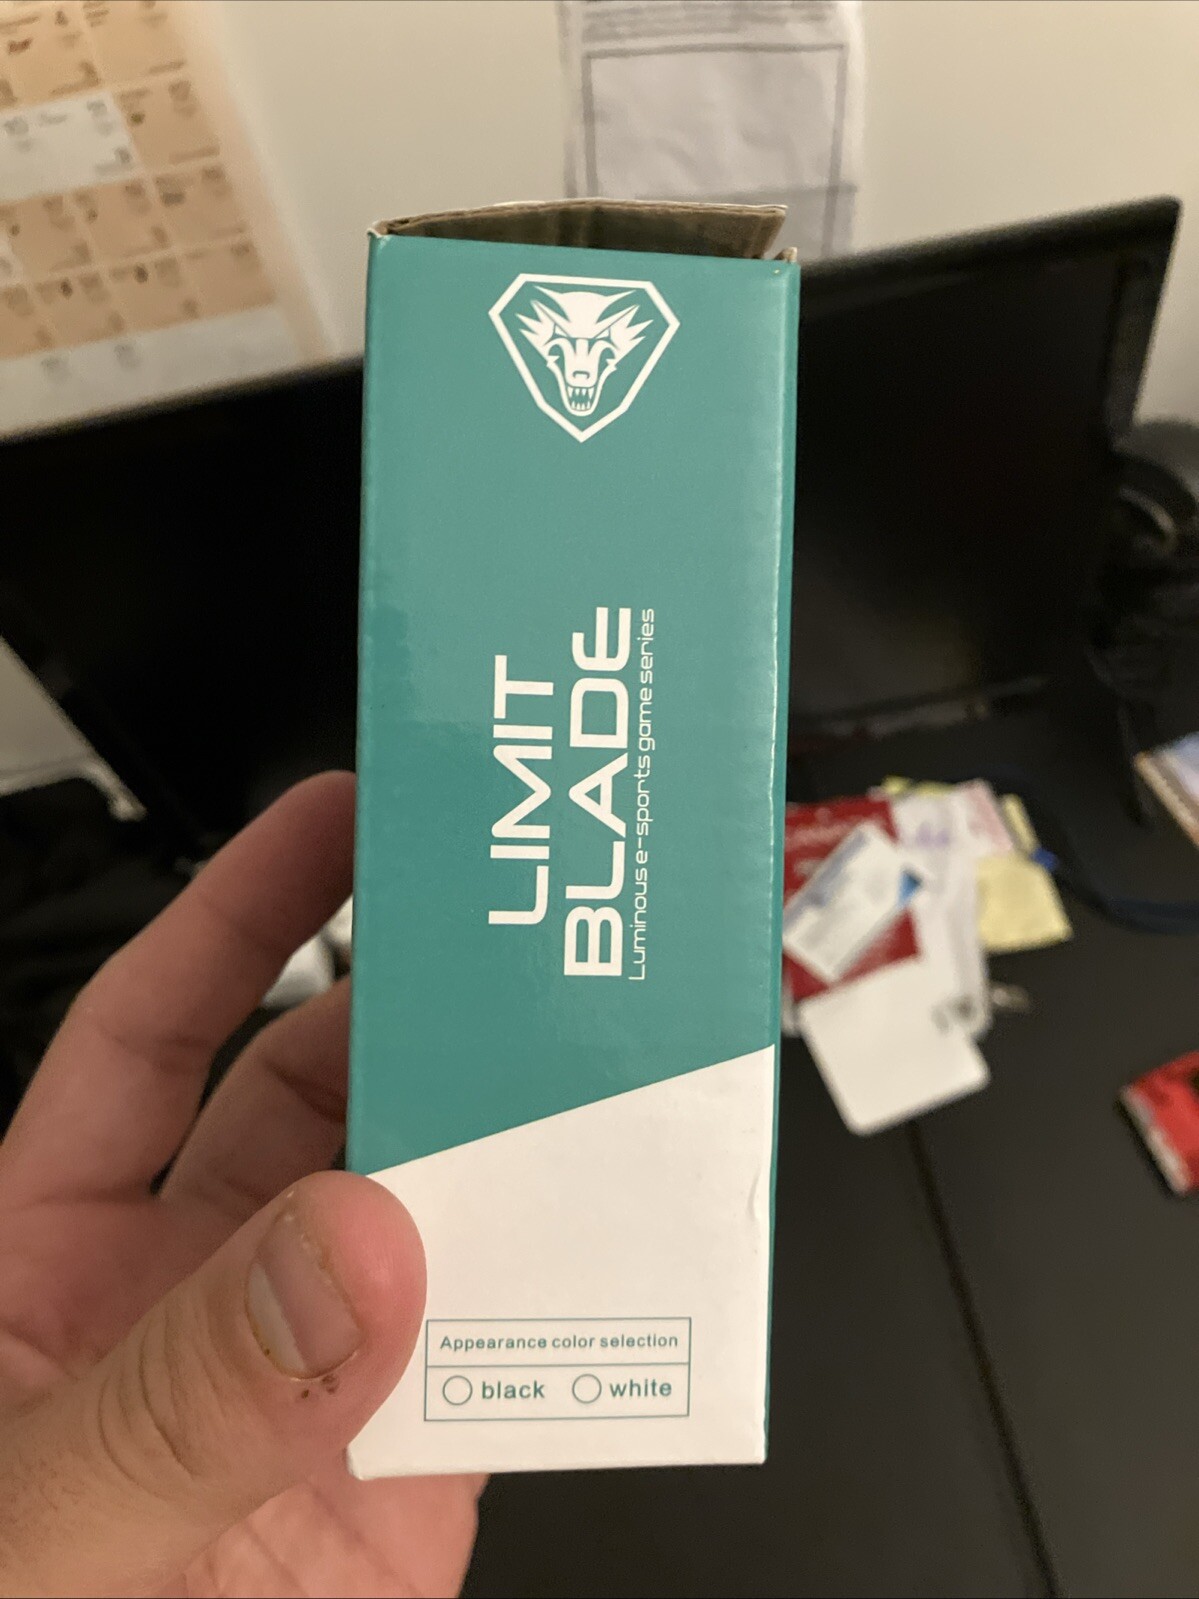 LIMIT
BLADE
Luminous e-sports game series
Appearance color selection
black white